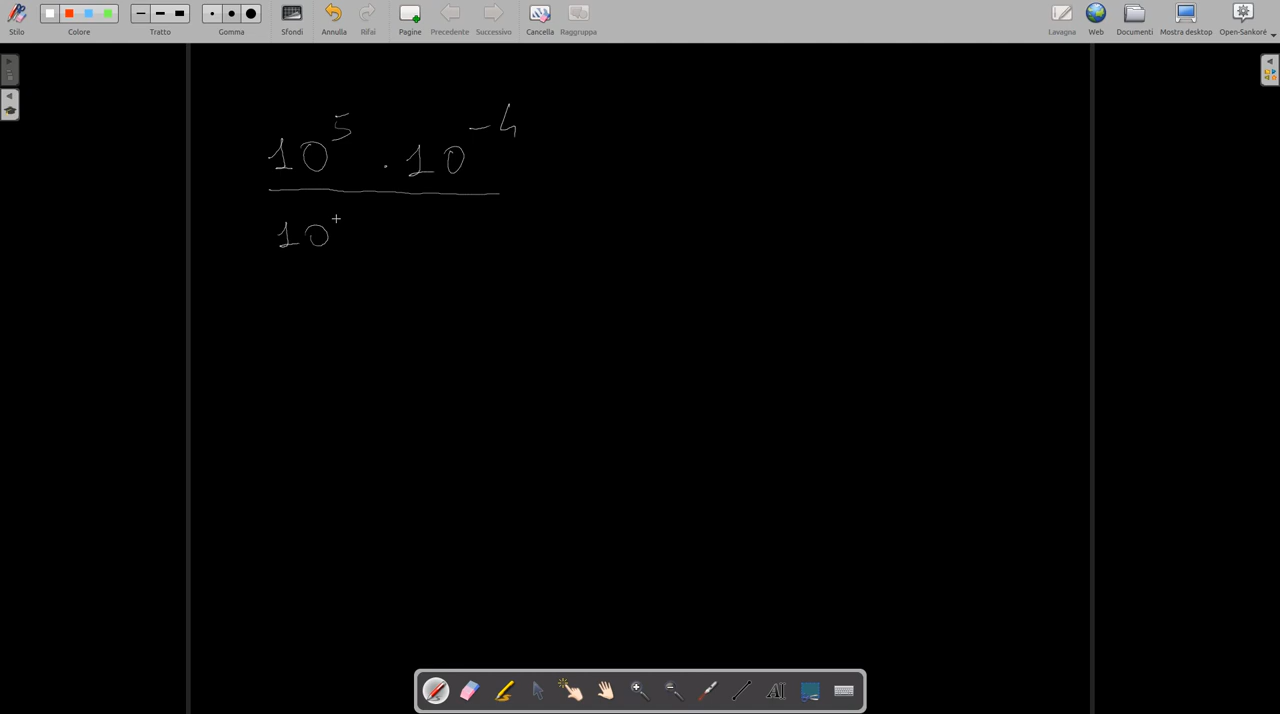 Stilo Colore Tratto Gomma Sfondi Annulla Rifai Pagine Precedente Successivo Cancella Raggruppa Lavagna Web Documenti Mostra desktop Open-Sankoré
10⁵ . 10⁻⁴
10
AI